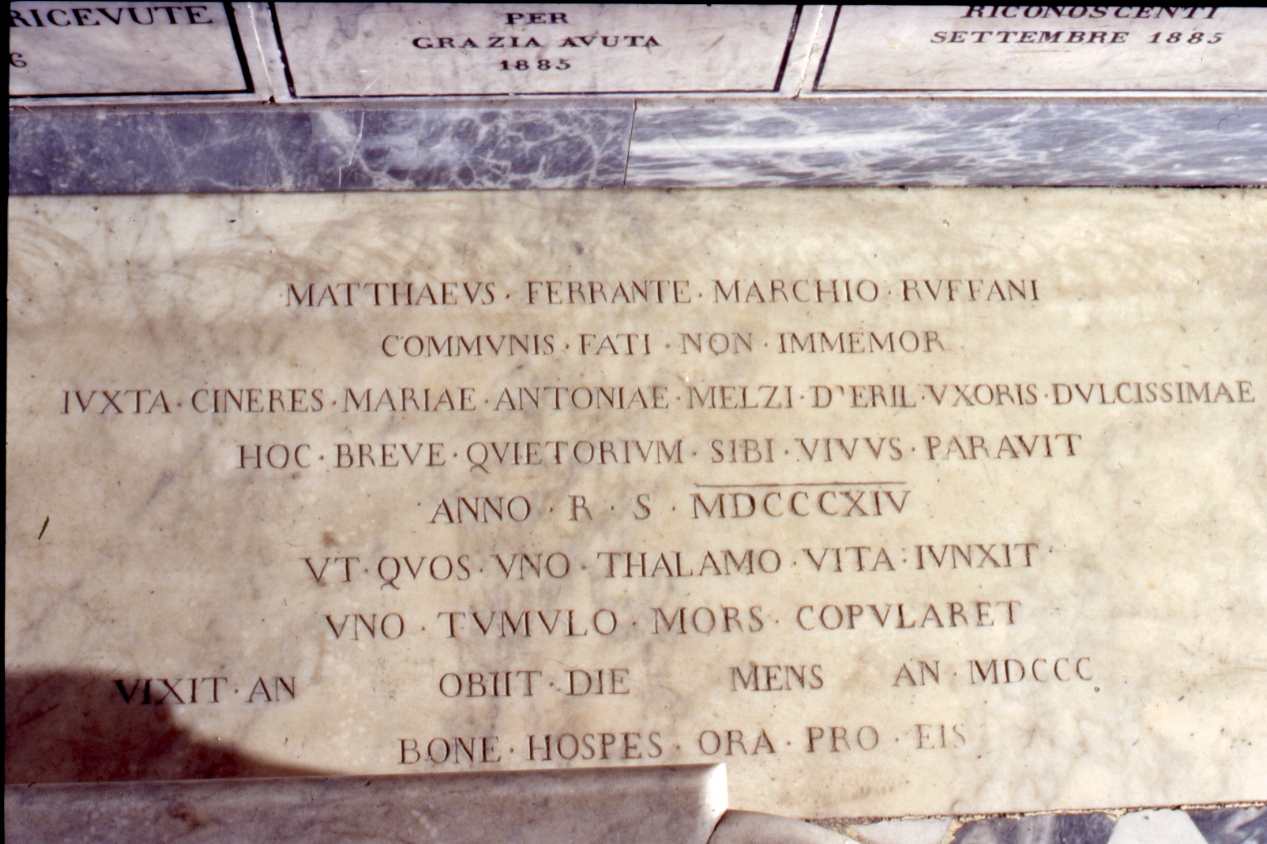 RICEVUTE
6
PER
GRAZIA AVUTA
1885
RICONOSCENTI
SETTEMBRE 1885
MATTHAEVS · FERRANTE · MARCHIO · RVFFANI
COMMVNIS · FATI · NON · IMMEMOR
IVXTA · CINERES · MARIAE · ANTONIAE · MELZI · D'ERIL · VXORIS · DVLCISSIMAE
HOC · BREVE · QVIETORIVM · SIBI · VIVVS · PARAVIT
ANNO · R · S · MDCCCXIV
VT · QVOS · VNO · THALAMO · VITA · IVNXIT
VNO · TVMVLO · MORS · COPVLARET
VIXIT · AN OBIIT · DIE MENS AN · MDCCC
BONE · HOSPES · ORA · PRO · EIS